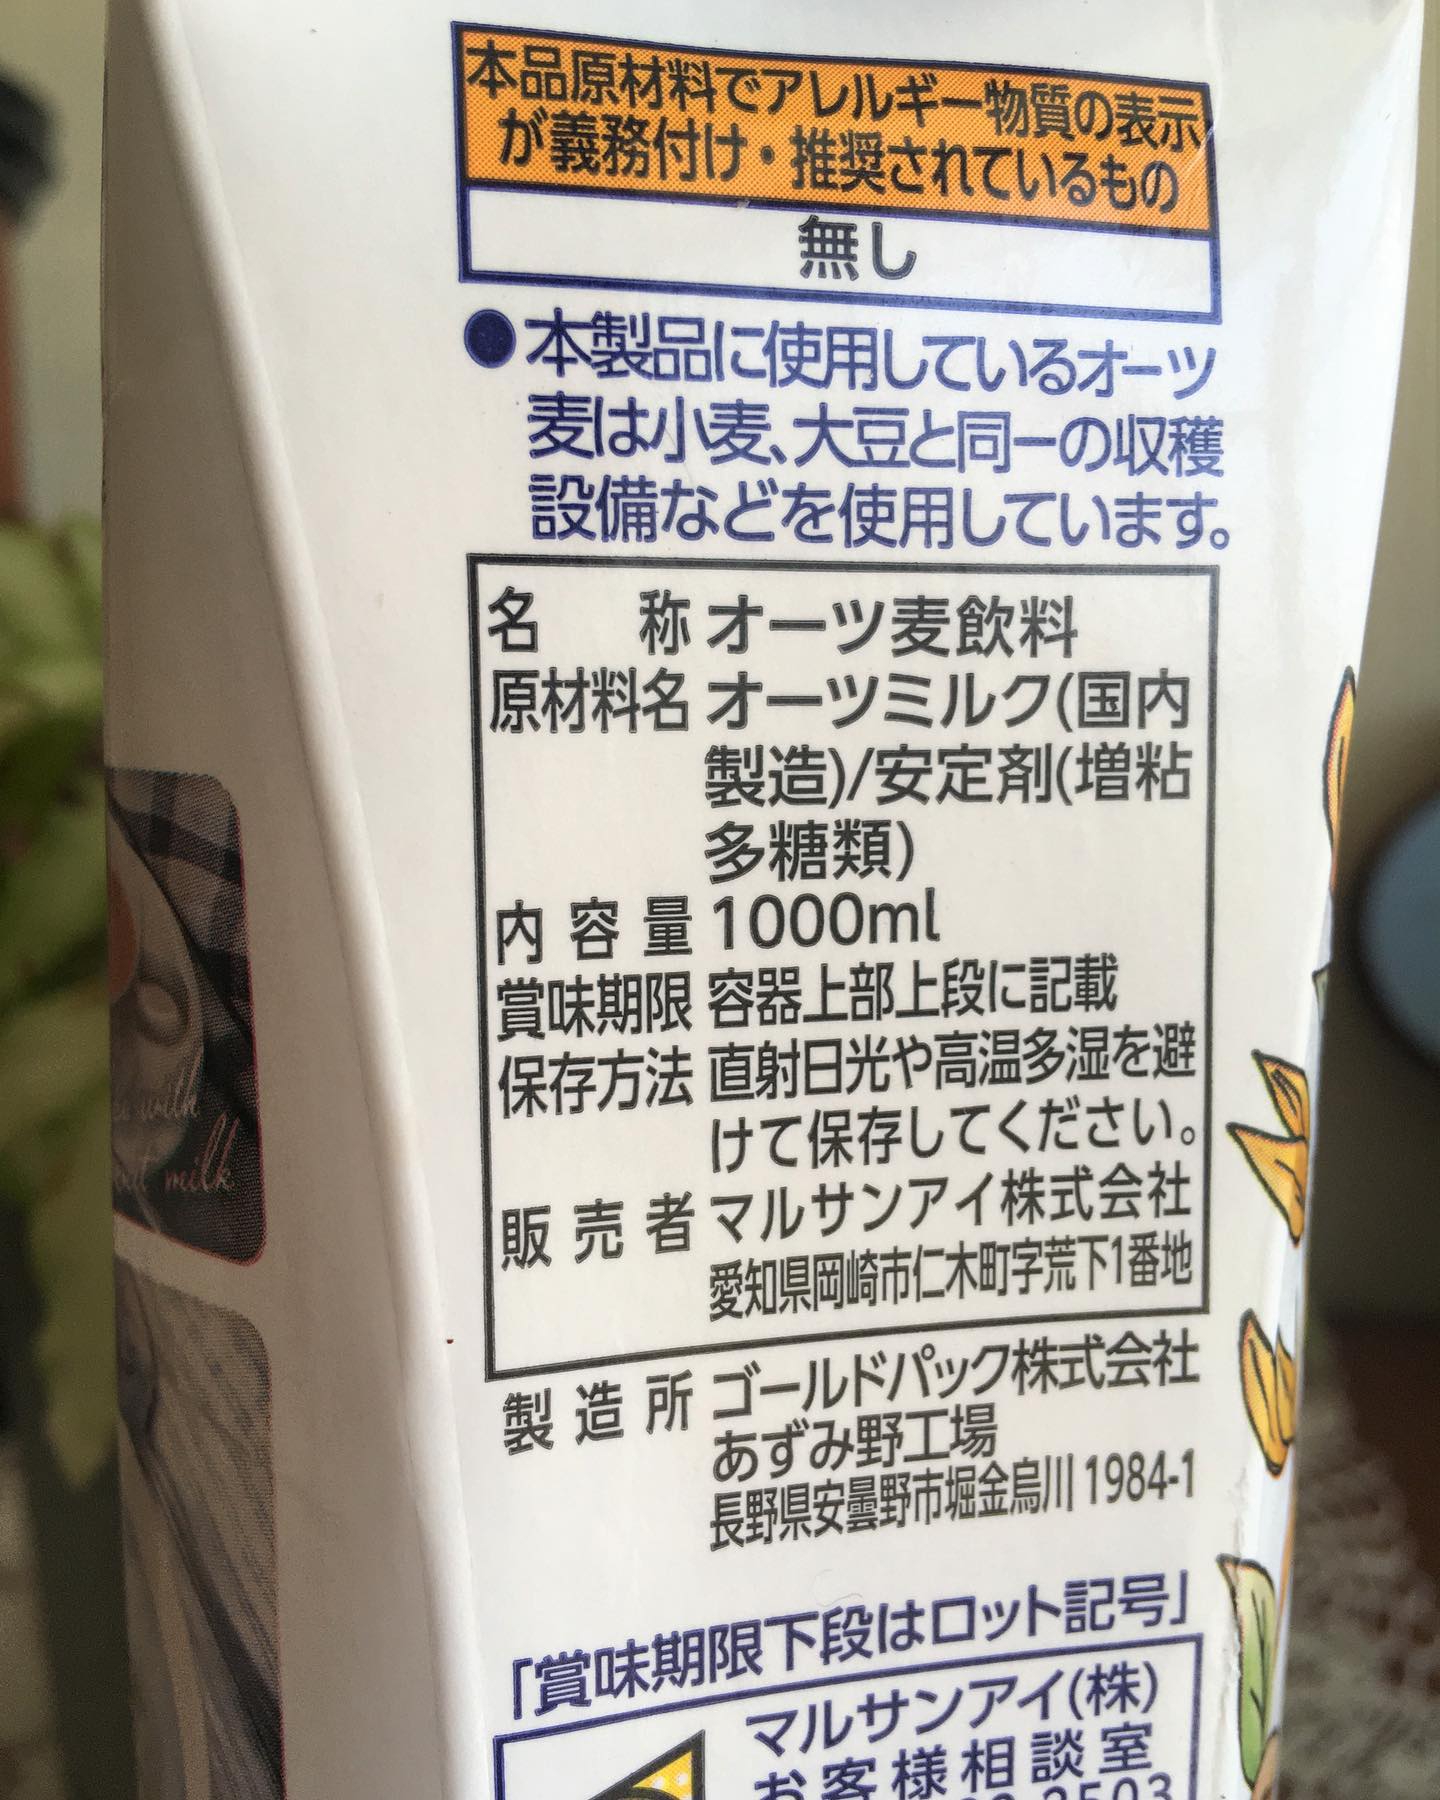 本品原材料でアレルギー物質の表示
が義務付け・推奨されているもの
無し
●本製品に使用しているオーツ
麦は小麦、大豆と同一の収穫
設備などを使用しています。
名称 オーツ麦飲料
原材料名 オーツミルク(国内
製造)/安定剤(増粘
多糖類)
内容量 1000ml
賞味期限 容器上部上段に記載
保存方法 直射日光や高温多湿を避
けて保存してください。
販売者 マルサンアイ株式会社
愛知県岡崎市仁木町字荒下1番地
製造所 ゴールドパック株式会社
あずみ野工場
長野県安曇野市堀金烏川1984-1
「賞味期限下段はロット記号」
マルサンアイ(株)
お客様相談室
with
milk